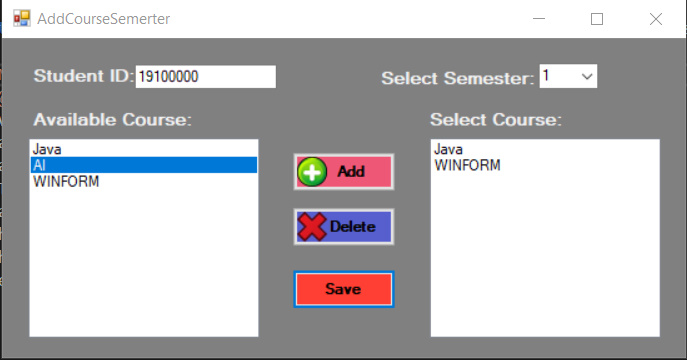 AddCourseSemerter
Student ID: 19100000
Select Semester: 1
Available Course:
Select Course:
Java
AI
WINFORM
Add
Delete
Save
Java
WINFORM